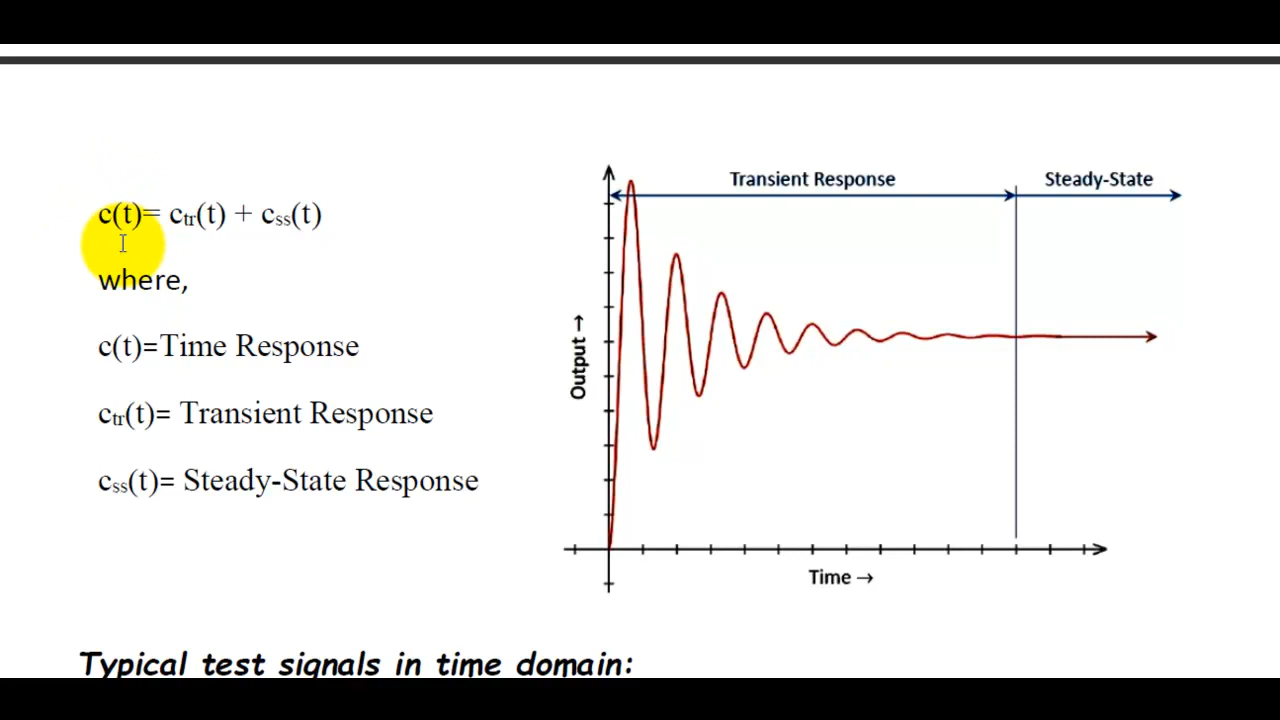 c(t)= ctr(t) + css(t)
where,
c(t)=Time Response
ctr(t)= Transient Response
css(t)= Steady-State Response
Transient Response
Steady-State
Output →
Time →
Typical test signals in time domain: